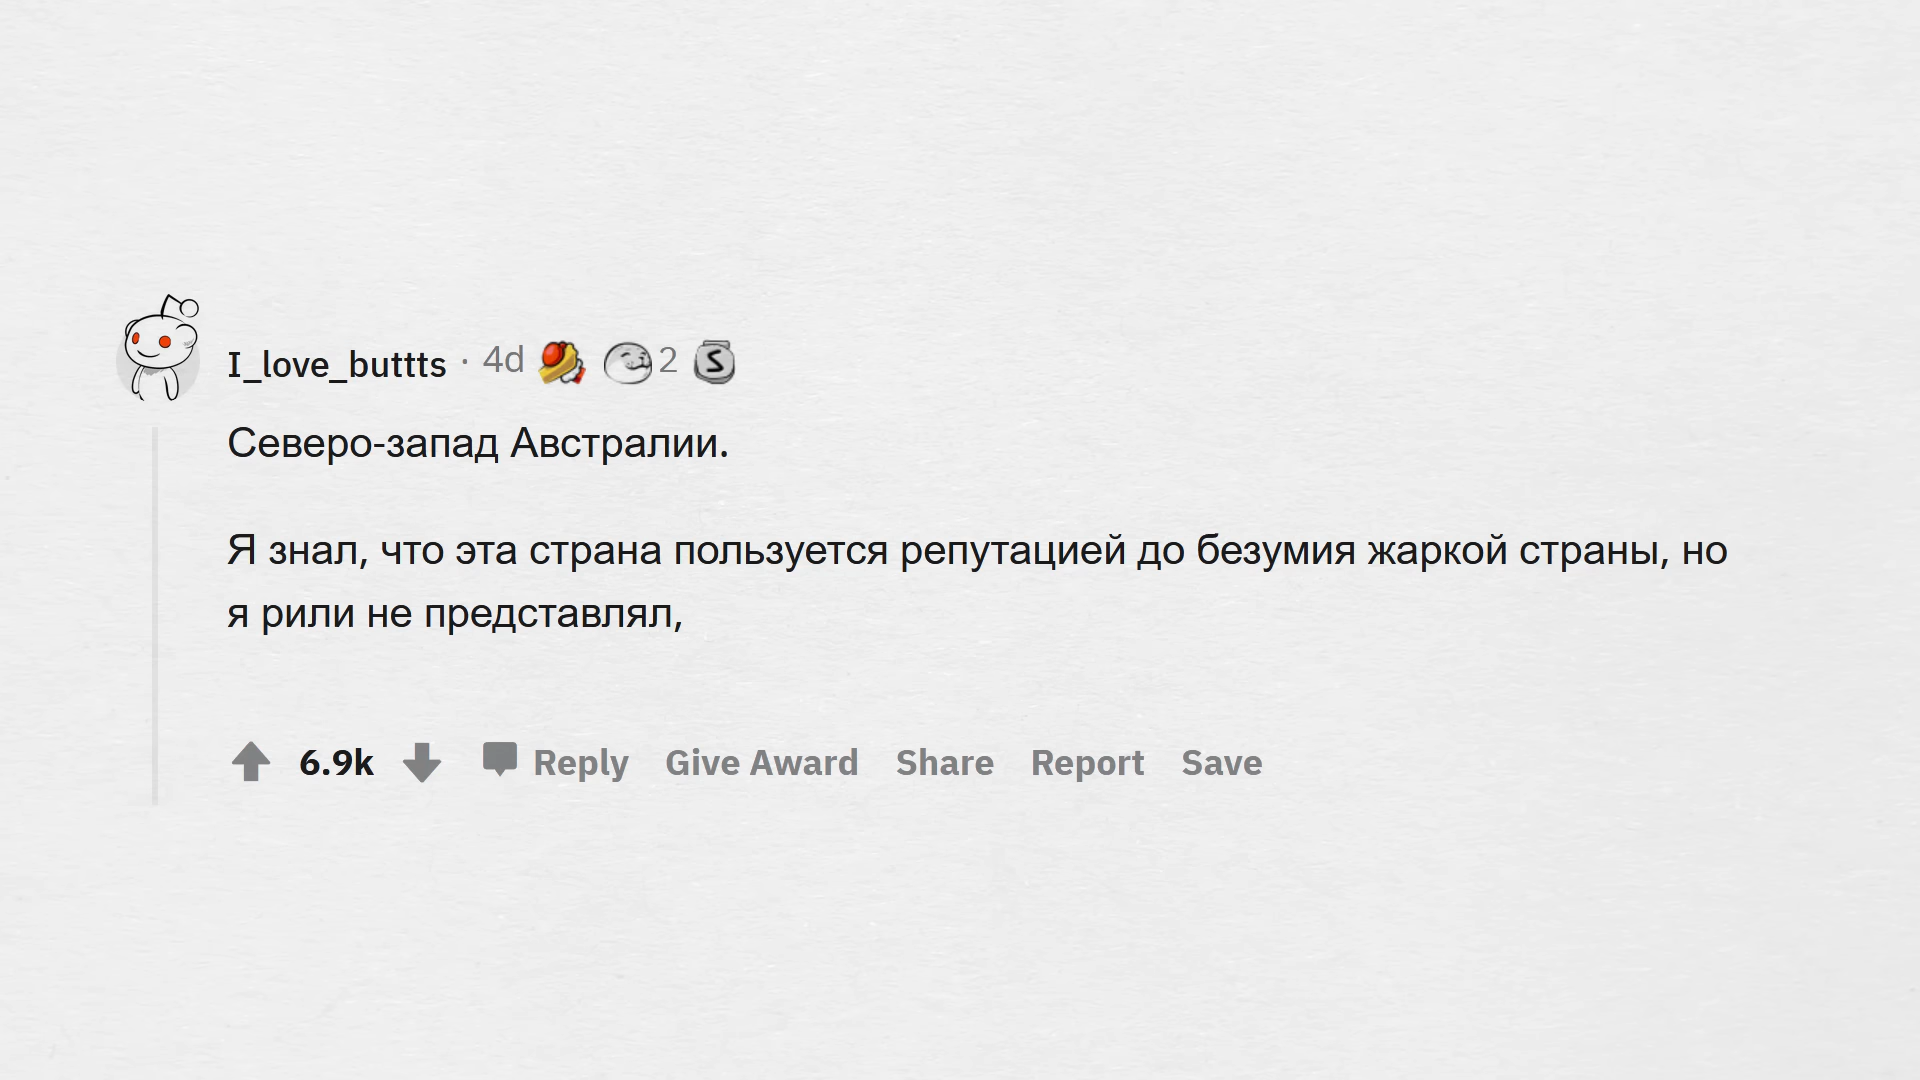 I_love_buttts · 4d 2
Северо-запад Австралии.
Я знал, что эта страна пользуется репутацией до безумия жаркой страны, но
я рили не представлял,
6.9k Reply Give Award Share Report Save